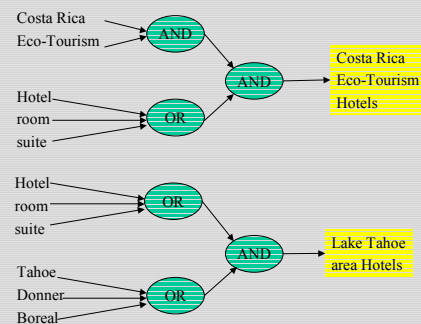 Costa Rica
Eco-Tourism
AND
Hotel
room
suite
OR
AND
Costa Rica
Eco-Tourism
Hotels
Hotel
room
suite
OR
Tahoe
Donner
Boreal
OR
AND
Lake Tahoe
area Hotels